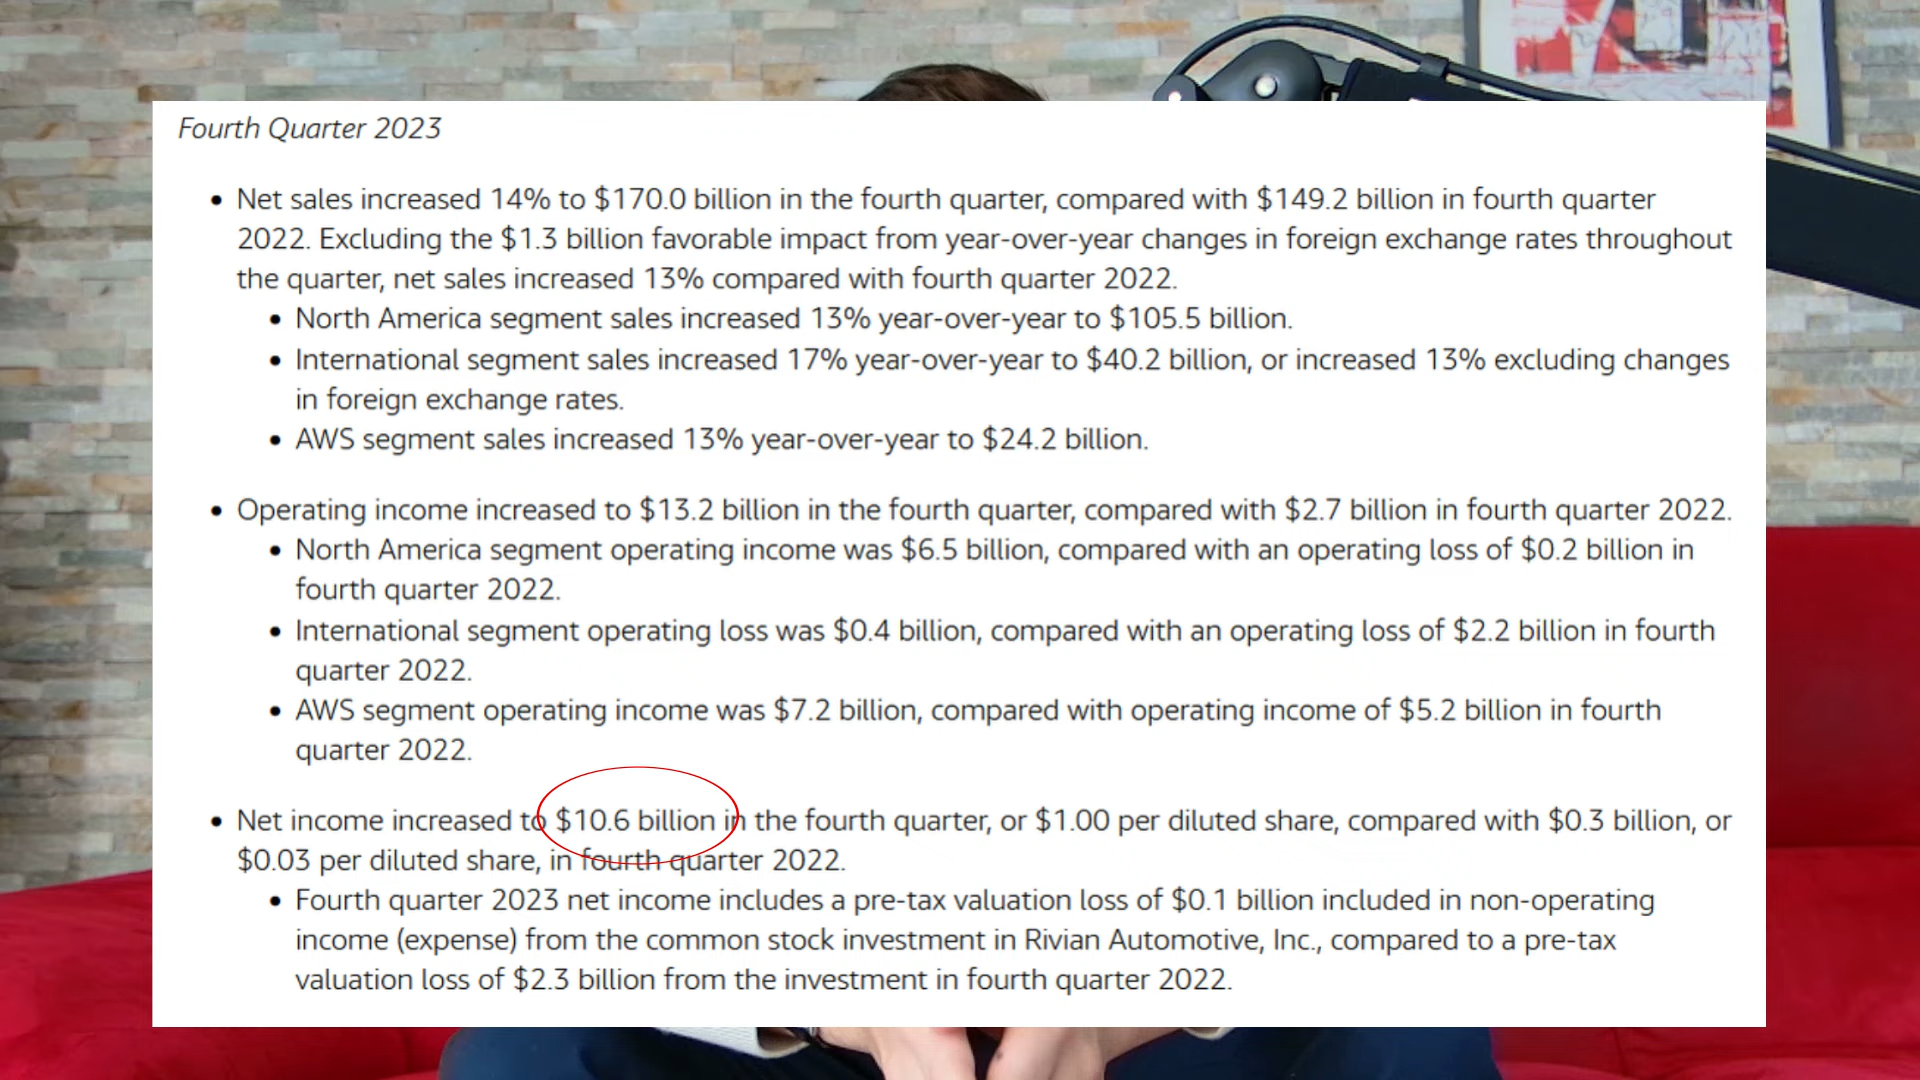 Fourth Quarter 2023
• Net sales increased 14% to $170.0 billion in the fourth quarter, compared with $149.2 billion in fourth quarter
2022. Excluding the $1.3 billion favorable impact from year-over-year changes in foreign exchange rates throughout
the quarter, net sales increased 13% compared with fourth quarter 2022.
• North America segment sales increased 13% year-over-year to $105.5 billion.
• International segment sales increased 17% year-over-year to $40.2 billion, or increased 13% excluding changes
in foreign exchange rates.
• AWS segment sales increased 13% year-over-year to $24.2 billion.
• Operating income increased to $13.2 billion in the fourth quarter, compared with $2.7 billion in fourth quarter 2022.
• North America segment operating income was $6.5 billion, compared with an operating loss of $0.2 billion in
fourth quarter 2022.
• International segment operating loss was $0.4 billion, compared with an operating loss of $2.2 billion in fourth
quarter 2022.
• AWS segment operating income was $7.2 billion, compared with operating income of $5.2 billion in fourth
quarter 2022.
• Net income increased to $10.6 billion in the fourth quarter, or $1.00 per diluted share, compared with $0.3 billion, or
$0.03 per diluted share, in fourth quarter 2022.
• Fourth quarter 2023 net income includes a pre-tax valuation loss of $0.1 billion included in non-operating
income (expense) from the common stock investment in Rivian Automotive, Inc., compared to a pre-tax
valuation loss of $2.3 billion from the investment in fourth quarter 2022.